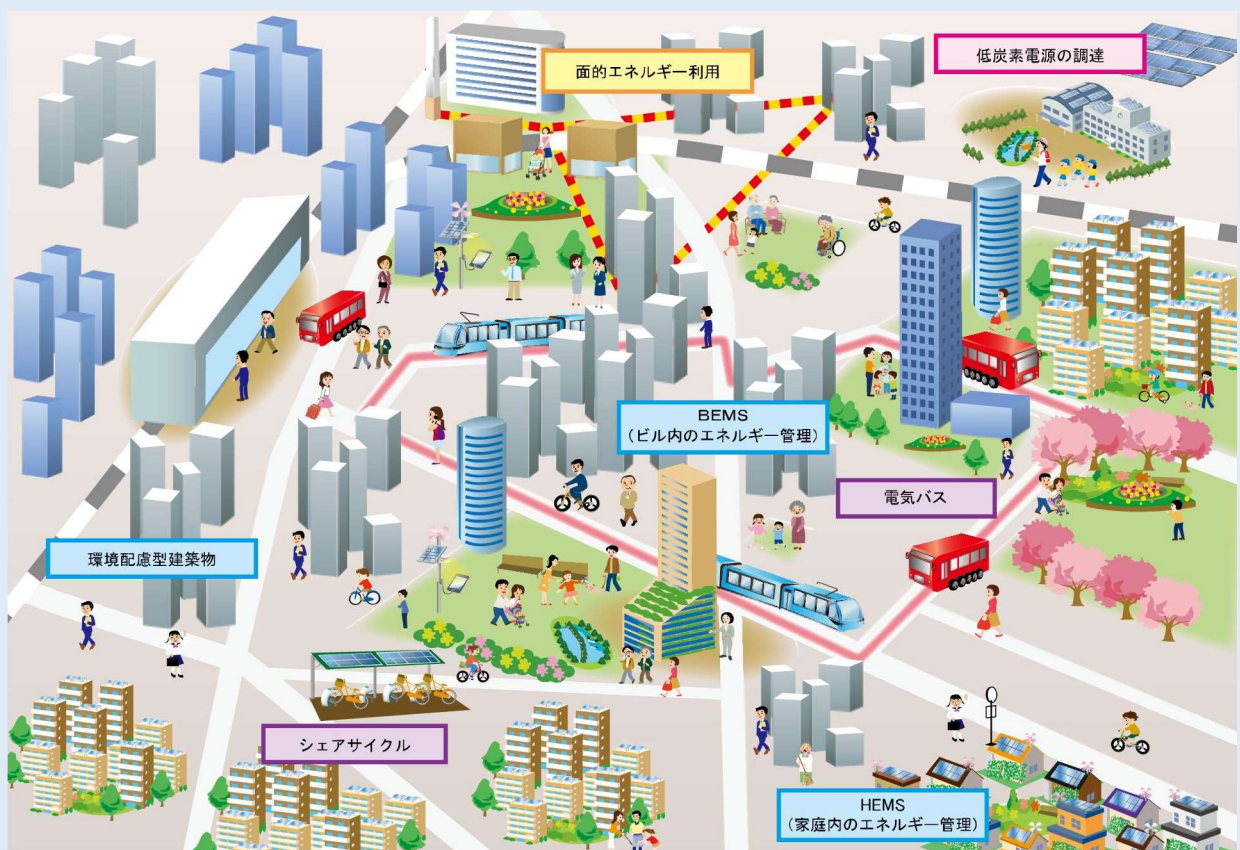 面的エネルギー利用
低炭素電源の調達
BEMS
(ビル内のエネルギー管理)
電気バス
環境配慮型建築物
シェアサイクル
HEMS
(家庭内のエネルギー管理)